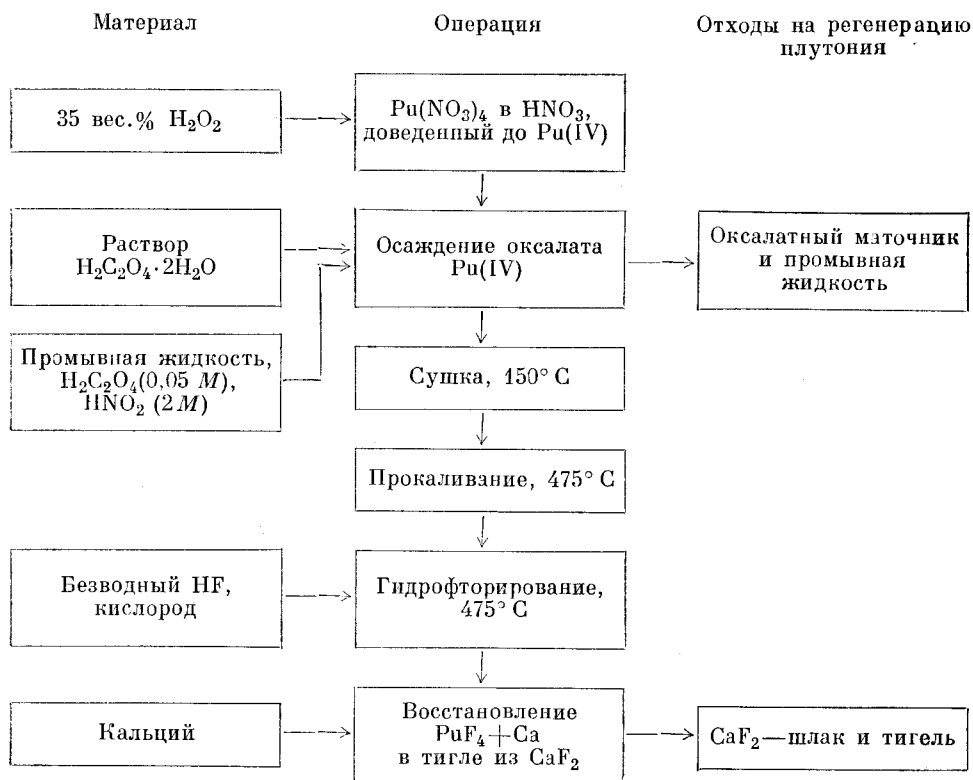 Материал
Операция
Отходы на регенерацию
плутония
35 вес.% H₂O₂
Pu(NO₃)₄ в HNO₃,
доведенный до Pu(IV)
Раствор
H₂C₂O₄·2H₂O
Осаждение оксалата
Pu(IV)
Оксалатный маточник
и промывная
жидкость
Промывная жидкость,
H₂C₂O₄(0,05 M),
HNO₂ (2M)
Сушка, 150° С
Прокаливание, 475° С
Безводный HF,
кислород
Гидрофторирование,
475° С
Кальций
Восстановление
PuF₄+Ca
в тигле из CaF₂
CaF₂—шлак и тигель